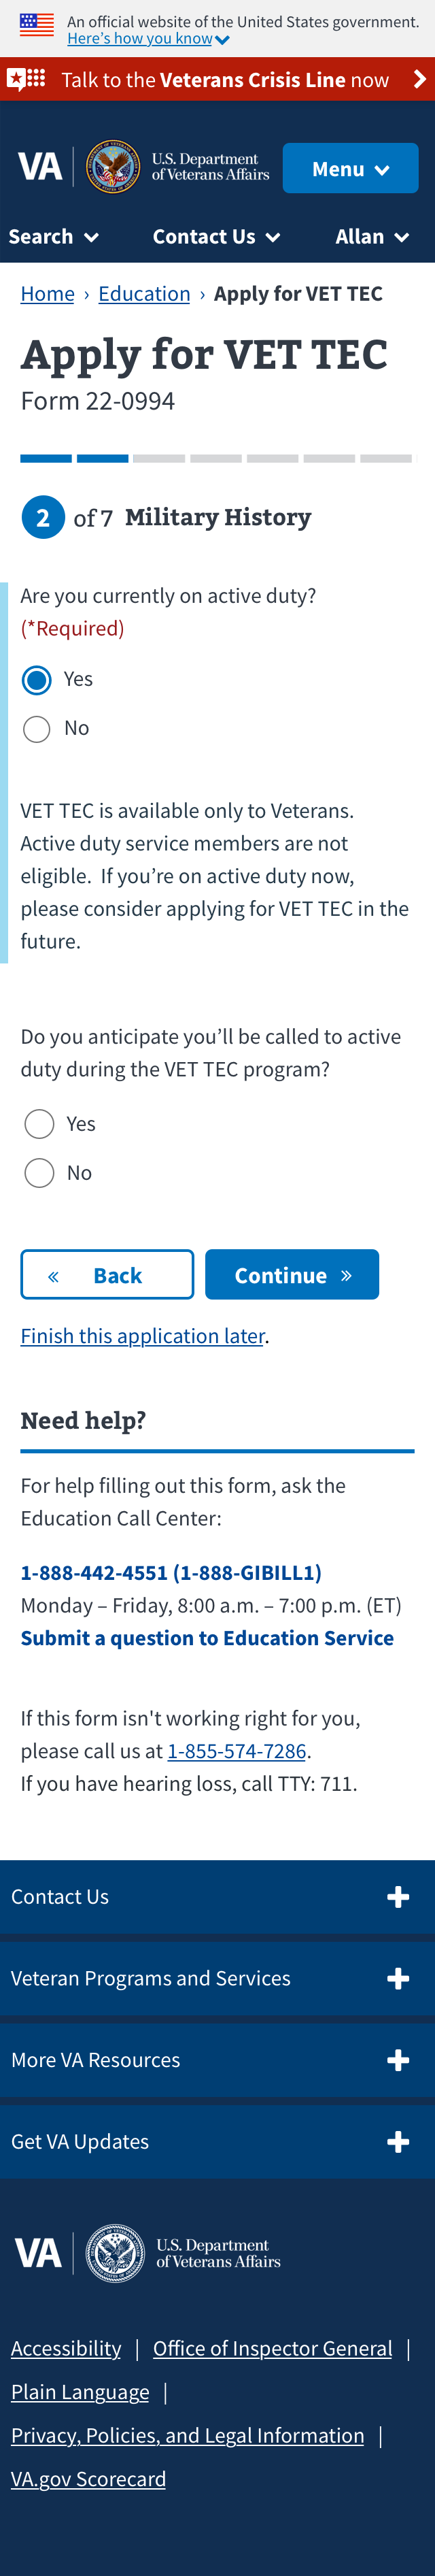 An official website of the United States government.
Here’s how you know
Talk to the Veterans Crisis Line now
VA
U.S. Department
of Veterans Affairs
Menu
Search
Contact Us
Allan
Home › Education › Apply for VET TEC
Apply for VET TEC
Form 22-0994
2 of 7 Military History
Are you currently on active duty?
(*Required)
Yes
No
VET TEC is available only to Veterans.
Active duty service members are not
eligible.  If you’re on active duty now,
please consider applying for VET TEC in the
future.
Do you anticipate you’ll be called to active
duty during the VET TEC program?
Yes
No
« Back
Continue »
Finish this application later.
Need help?
For help filling out this form, ask the
Education Call Center:
1-888-442-4551 (1-888-GIBILL1)
Monday – Friday, 8:00 a.m. – 7:00 p.m. (ET)
Submit a question to Education Service
If this form isn't working right for you,
please call us at 1-855-574-7286.
If you have hearing loss, call TTY: 711.
Contact Us
Veteran Programs and Services
More VA Resources
Get VA Updates
VA
U.S. Department
of Veterans Affairs
Accessibility | Office of Inspector General |
Plain Language |
Privacy, Policies, and Legal Information |
VA.gov Scorecard